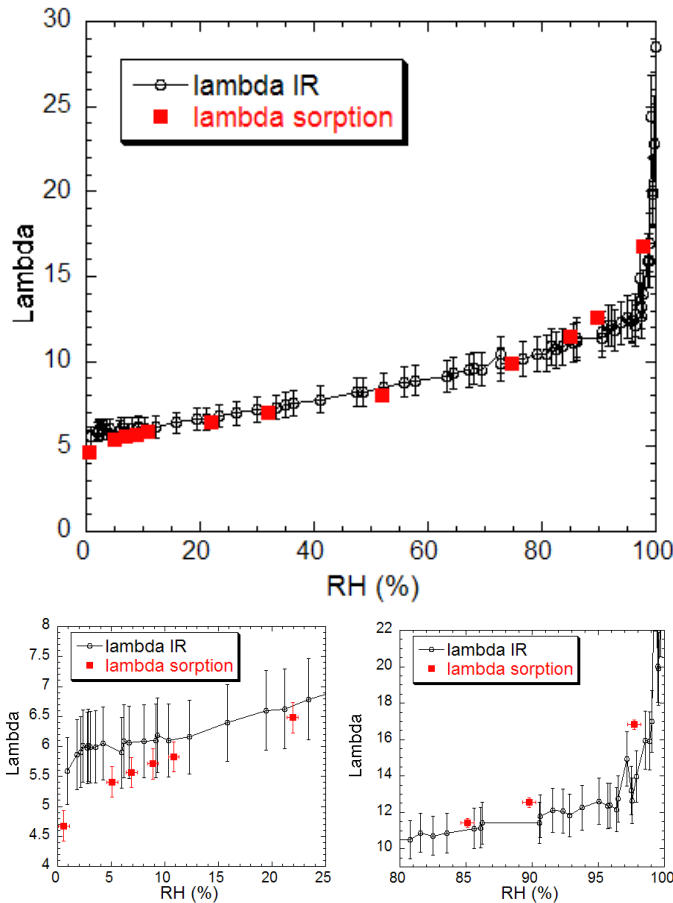 30
25
20
15
10
5
0
Lambda
lambda IR
lambda sorption
0 20 40 60 80 100
RH (%)
8
7.5
7
6.5
6
5.5
5
4.5
4
Lambda
lambda IR
lambda sorption
0 5 10 15 20 25
RH (%)
22
20
18
16
14
12
10
8
Lambda
lambda IR
lambda sorption
80 85 90 95 100
RH (%)